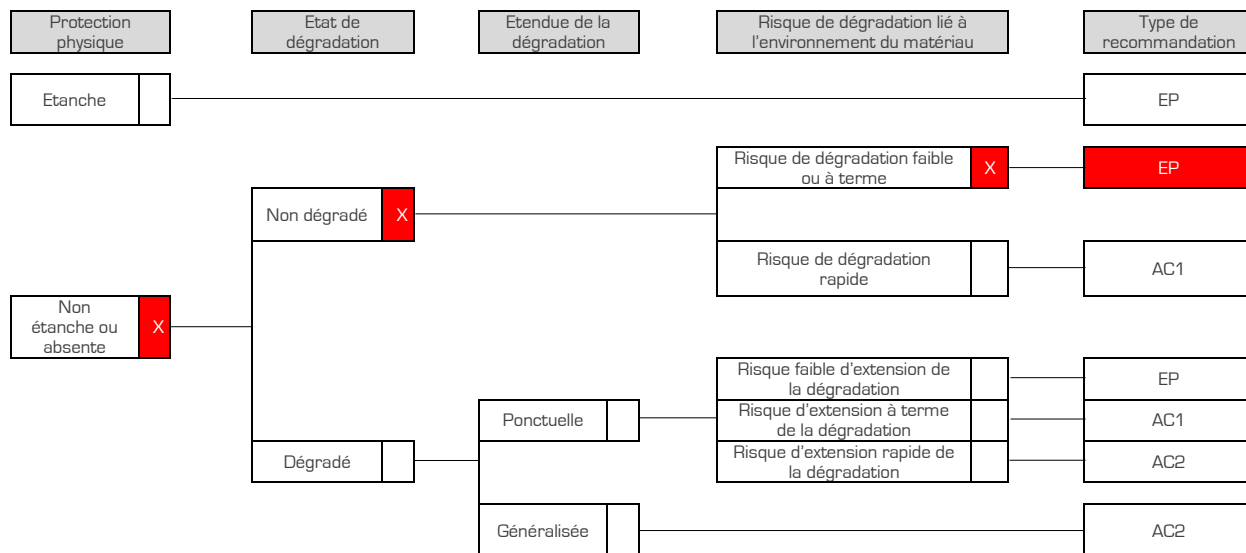 Protection
physique
Etat de
dégradation
Etendue de la
dégradation
Risque de dégradation lié à
l'environnement du matériau
Type de
recommandation
Etanche
EP
Risque de dégradation faible
ou à terme
X
EP
Non dégradé
X
Risque de dégradation
rapide
AC1
Non
étanche ou
absente
X
Risque faible d'extension de
la dégradation
EP
Ponctuelle
Risque d'extension à terme
de la dégradation
AC1
Dégradé
Risque d'extension rapide de
la dégradation
AC2
Généralisée
AC2